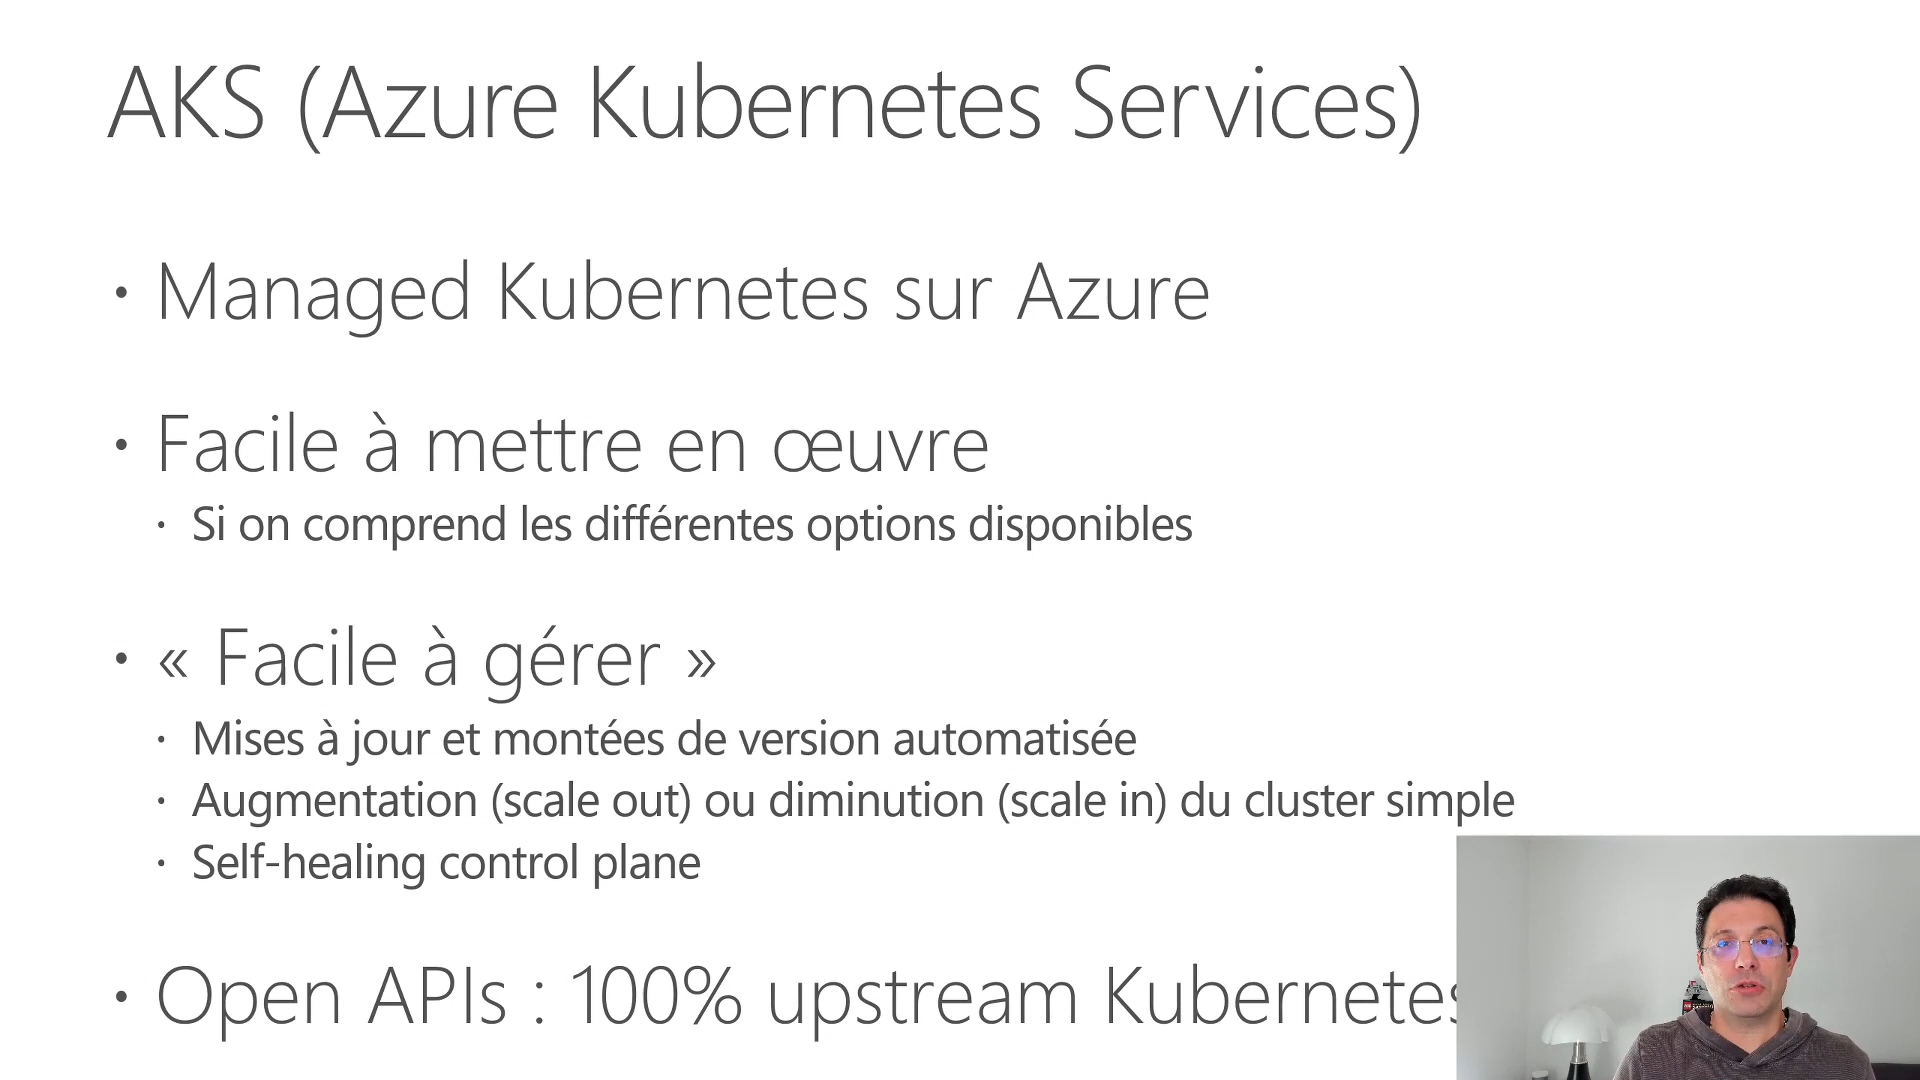 AKS (Azure Kubernetes Services)
• Managed Kubernetes sur Azure
• Facile à mettre en œuvre
• Si on comprend les différentes options disponibles
• « Facile à gérer »
• Mises à jour et montées de version automatisée
• Augmentation (scale out) ou diminution (scale in) du cluster simple
• Self-healing control plane
• Open APIs : 100% upstream Kubernetes